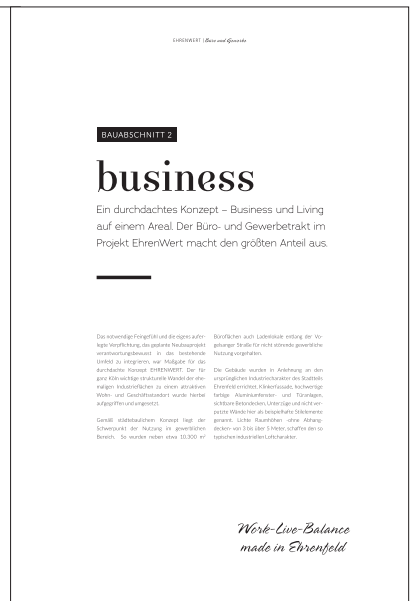 EHRENWERT | Büro und Gewerbe
BAUABSCHNITT 2
business
Ein durchdachtes Konzept – Business und Living
auf einem Areal. Der Büro- und Gewerbetrakt im
Projekt EhrenWert macht den größten Anteil aus.
Das notwendige Feingefühl und die eigens aufer-
legte Verpflichtung, das geplante Neubauprojekt
verantwortungsbewusst in das bestehende
Umfeld zu integrieren, war Maßgabe für das
durchdachte Konzept EHRENWERT. Der für
ganz Köln wichtige strukturelle Wandel der ehe-
maligen Industrieflächen zu einem attraktiven
Wohn- und Geschäftsstandort wurde hierbei
aufgegriffen und umgesetzt.
Gemäß städtebaulichem Konzept liegt der
Schwerpunkt der Nutzung im gewerblichen
Bereich. So wurden neben etwa 10.300 m²
Büroflächen auch Ladenlokale entlang der Vo-
gelsanger Straße für nicht störende gewerbliche
Nutzung vorgehalten.
Die Gebäude wurden in Anlehnung an den
ursprünglichen Industriecharakter des Stadtteils
Ehrenfeld errichtet. Klinkerfassade, hochwertige
farbige Aluminiumfenster- und Türanlagen,
sichtbare Betondecken, Unterzüge und nicht ver-
putzte Wände hier als beispielhafte Stilelemente
genannt. Lichte Raumhöhen -ohne Abhang-
decken- von 3 bis über 5 Meter, schaffen den so
typischen industriellen Loftcharakter.
Work-Live-Balance
made in Ehrenfeld